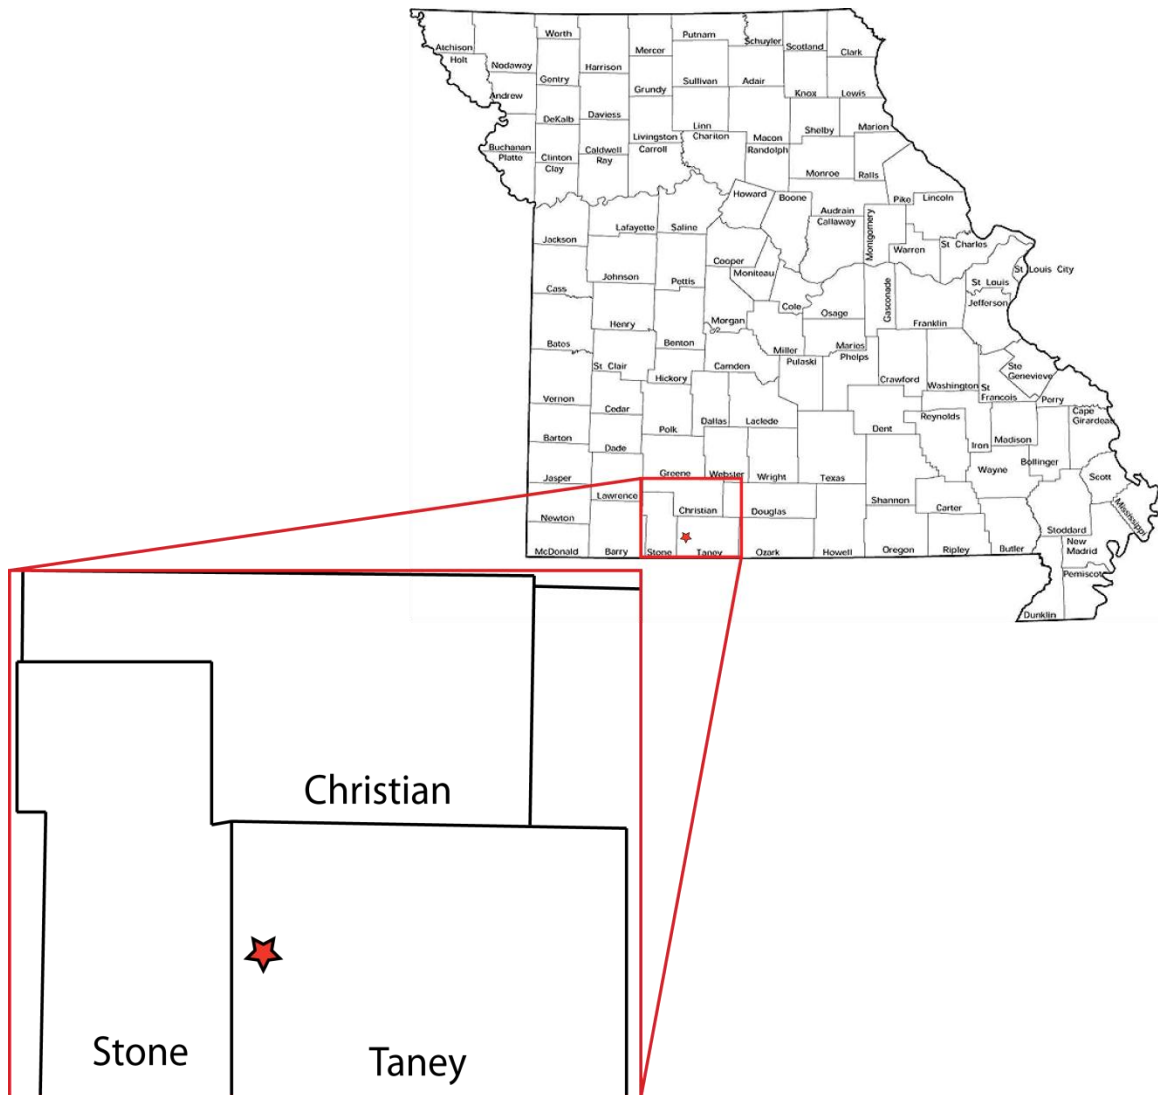 Worth
Putnam
Schuyler
Scotland
Clark
Atchison
Holt
Nodaway
Mercer
Harrison
Gentry
Sullivan
Adair
Andrew
Grundy
Knox
Lewis
DeKalb
Daviess
Linn
Chariton
Macon
Randolph
Shelby
Marion
Buchanan
Platte
Clinton
Clay
Caldwell
Ray
Livingston
Carroll
Monroe
Ralls
Howard
Boone
Audrain
Callaway
Pike
Lincoln
Montgomery
Jackson
Lafayette
Saline
Warren
St Charles
Cooper
Moniteau
St Louis City
St Louis
Jefferson
Johnson
Pettis
Cass
Cole
Osage
Gasconade
Franklin
Henry
Morgan
Bates
Benton
Miller
Maries
Phelps
Pulaski
St Clair
Hickory
Camden
Crawford
Washington
St
Francois
Ste
Genevieve
Perry
Vernon
Cedar
Polk
Dallas
Laclede
Dent
Reynolds
Iron
Madison
Cape
Girardeau
Barton
Dade
Greene
Webster
Wright
Texas
Wayne
Bollinger
Scott
Mississippi
Jasper
Lawrence
Christian
Douglas
Shannon
Carter
Stoddard
Newton
McDonald
Barry
Stone
Taney
Ozark
Howell
Oregon
Ripley
Butler
New
Madrid
Pemiscot
Dunklin
Christian
Stone
Taney